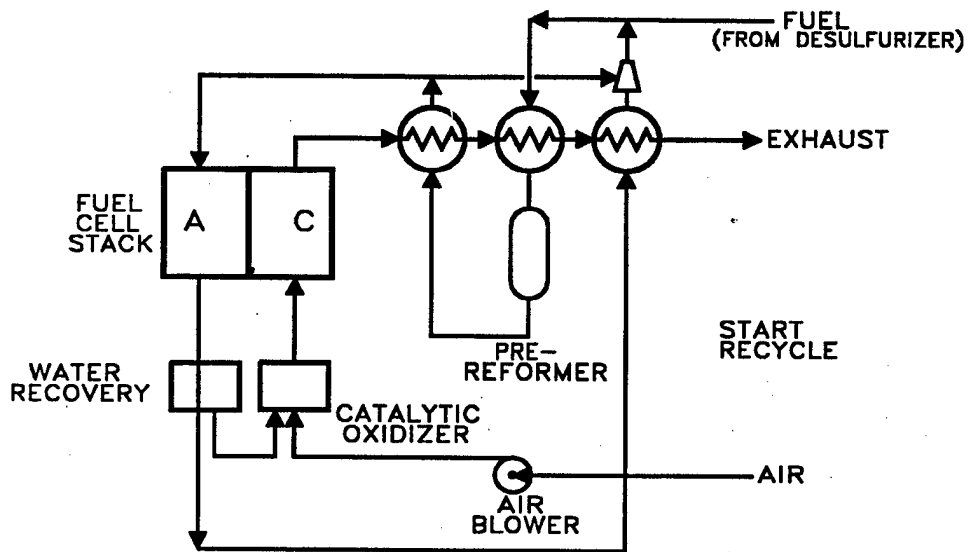 FUEL
(FROM DESULFURIZER)
EXHAUST
FUEL
CELL
STACK
A
C
START
RECYCLE
PRE-
REFORMER
WATER
RECOVERY
CATALYTIC
OXIDIZER
AIR
AIR
BLOWER